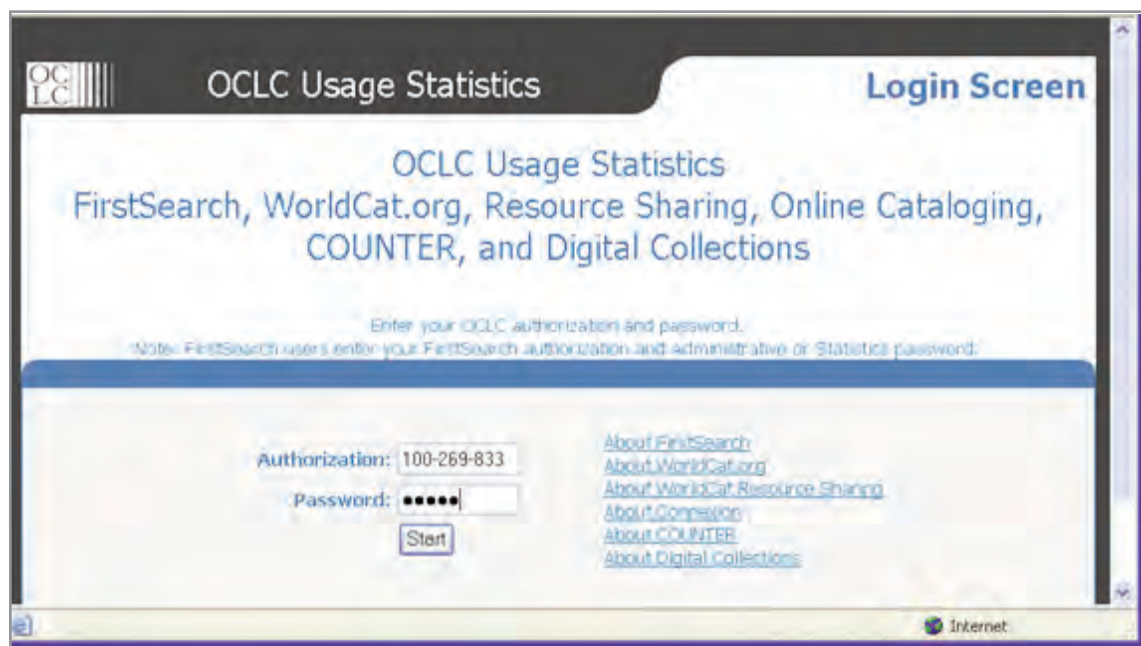 OC
LC
OCLC Usage Statistics
Login Screen
OCLC Usage Statistics
FirstSearch, WorldCat.org, Resource Sharing, Online Cataloging,
COUNTER, and Digital Collections
Enter your OCLC authorization and password.
Note: FirstSearch users enter your FirstSearch authorization and administrative or Statistics password.
Authorization: 100-269-833
Password: ●●●●●
Start
About FirstSearch
About WorldCat.org
About WorldCat Resource Sharing
About Connexion
About COUNTER
About Digital Collections
Internet